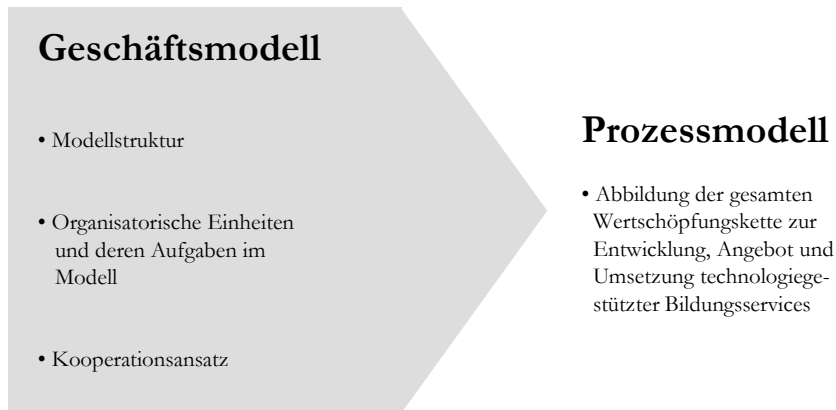 Geschäftsmodell
• Modellstruktur
• Organisatorische Einheiten
und deren Aufgaben im
Modell
• Kooperationsansatz
Prozessmodell
• Abbildung der gesamten
Wertschöpfungskette zur
Entwicklung, Angebot und
Umsetzung technologiege-
stützter Bildungsservices